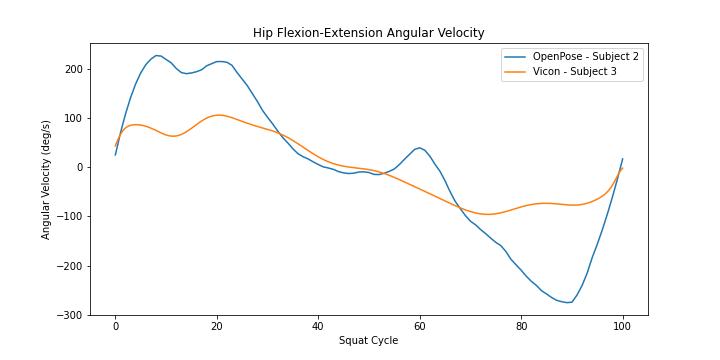 Hip Flexion-Extension Angular Velocity
OpenPose - Subject 2
Vicon - Subject 3
Angular Velocity (deg/s)
200
100
0
−100
−200
−300
0
20
40
60
80
100
Squat Cycle